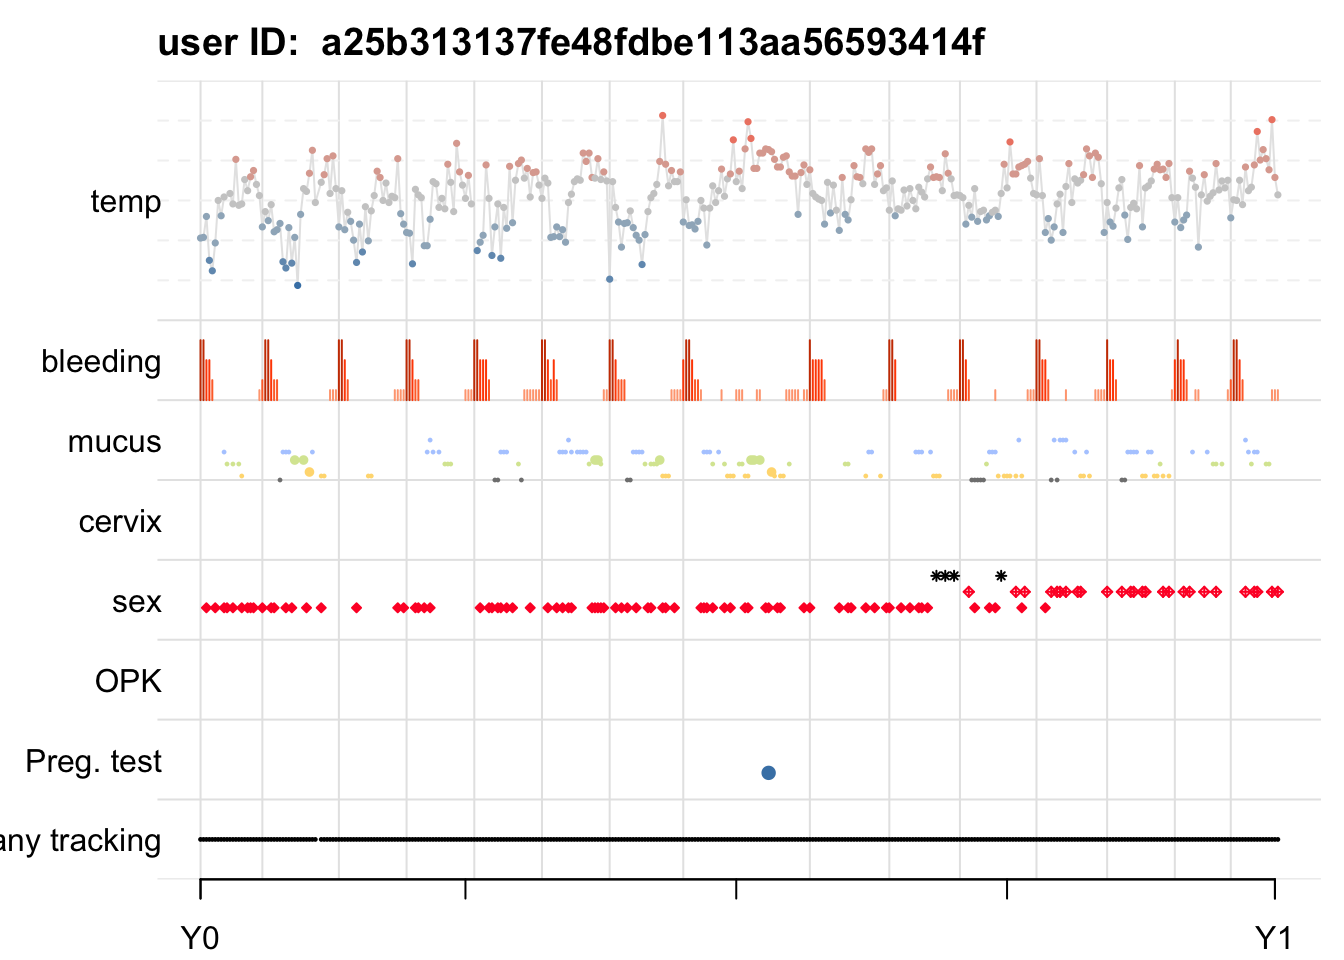 user ID:  a25b313137fe48fdbe113aa56593414f
temp
bleeding
mucus
cervix
sex
OPK
Preg. test
any tracking
Y0 Y1